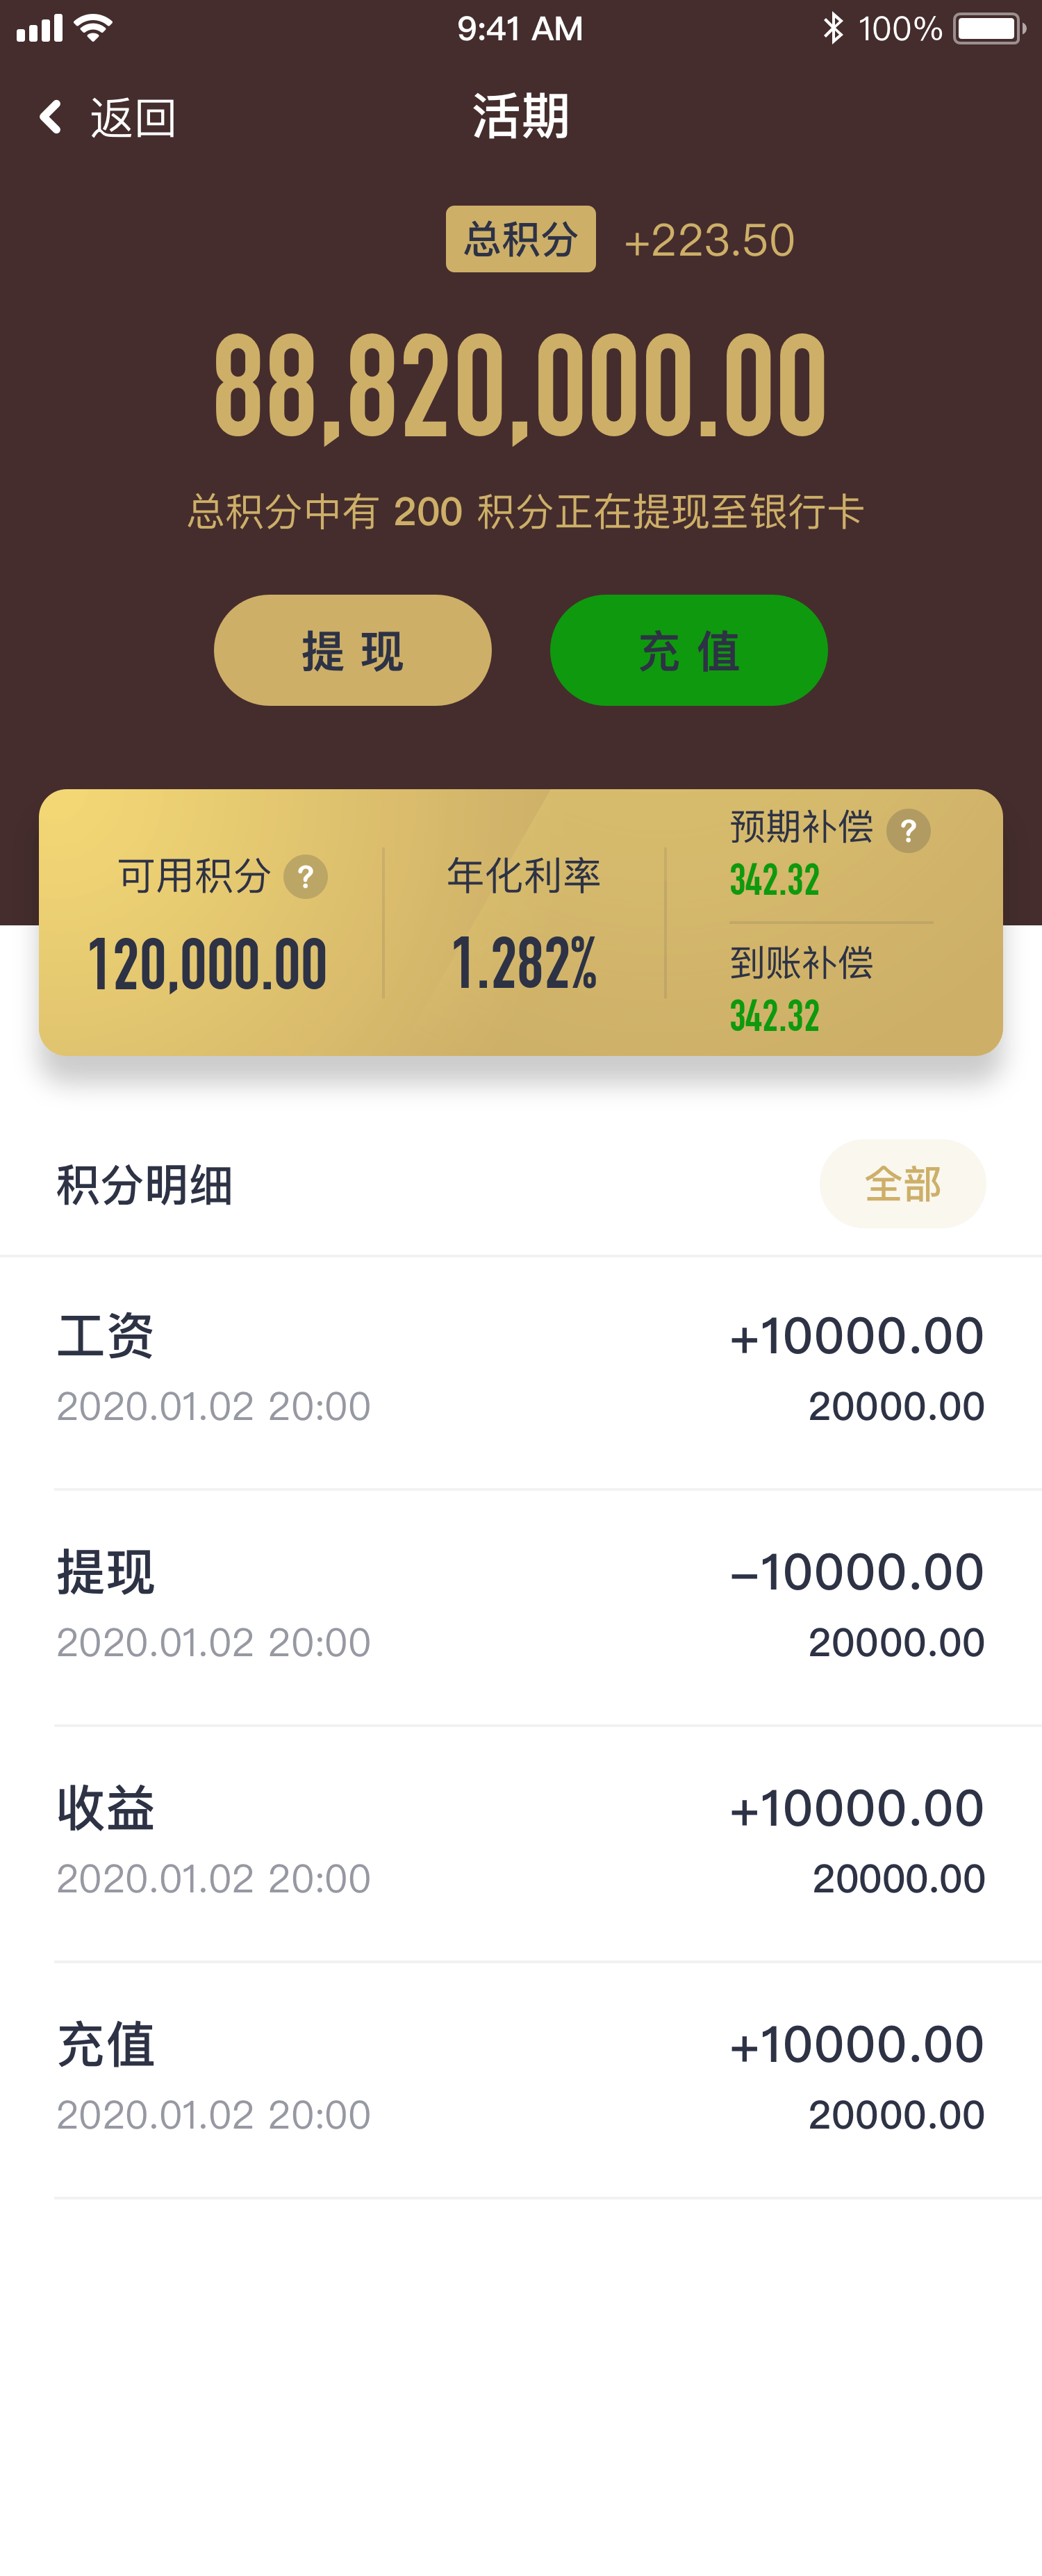 9:41 AM
100%
返回
活期
总积分 +223.50
88,820,000.00
总积分中有 200 积分正在提现至银行卡
提 现
充 值
可用积分 ?
120,000.00
年化利率
1.282%
预期补偿 ?
342.32
到账补偿
342.32
积分明细
全部
工资
+10000.00
2020.01.02 20:00
20000.00
提现
–10000.00
2020.01.02 20:00
20000.00
收益
+10000.00
2020.01.02 20:00
20000.00
充值
+10000.00
2020.01.02 20:00
20000.00